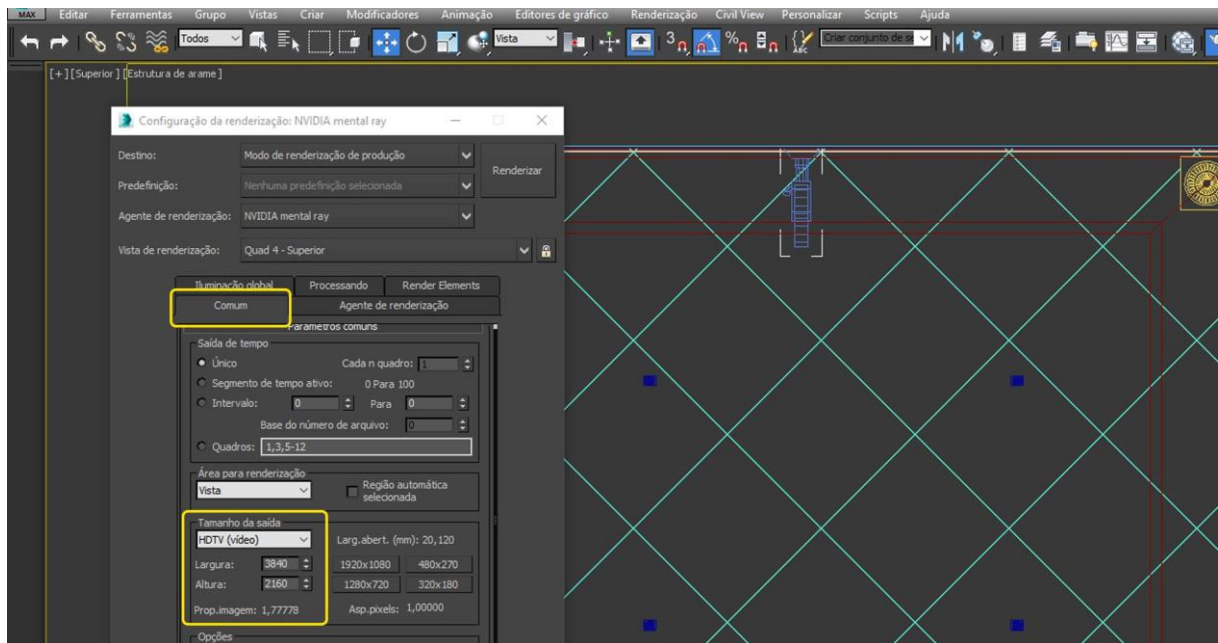 MAX Editar Ferramentas Grupo Vistas Criar Modificadores Animação Editores de gráfico Renderização Civil View Personalizar Scripts Ajuda
Todos Vista 3 % ABC Criar conjunto de se
[+] [Superior] [Estrutura de arame]
Configuração da renderização: NVIDIA mental ray
Destino: Modo de renderização de produção
Renderizar
Predefinição: Nenhuma predefinição selecionada
Agente de renderização: NVIDIA mental ray
Vista de renderização: Quad 4 - Superior
Iluminação global Processando Render Elements
Comum Agente de renderização
Parâmetros comuns
Saída de tempo
Único Cada n quadro: 1
Segmento de tempo ativo: 0 Para 100
Intervalo: 0 Para 0
Base do número de arquivo: 0
Quadros: 1,3,5-12
Área para renderização
Vista Região automática
selecionada
Tamanho da saída
HDTV (vídeo) Larg.abert. (mm): 20,120
Largura: 3840 1920x1080 480x270
Altura: 2160 1280x720 320x180
Prop.imagem: 1,77778 Asp.pixels: 1,00000
Opções